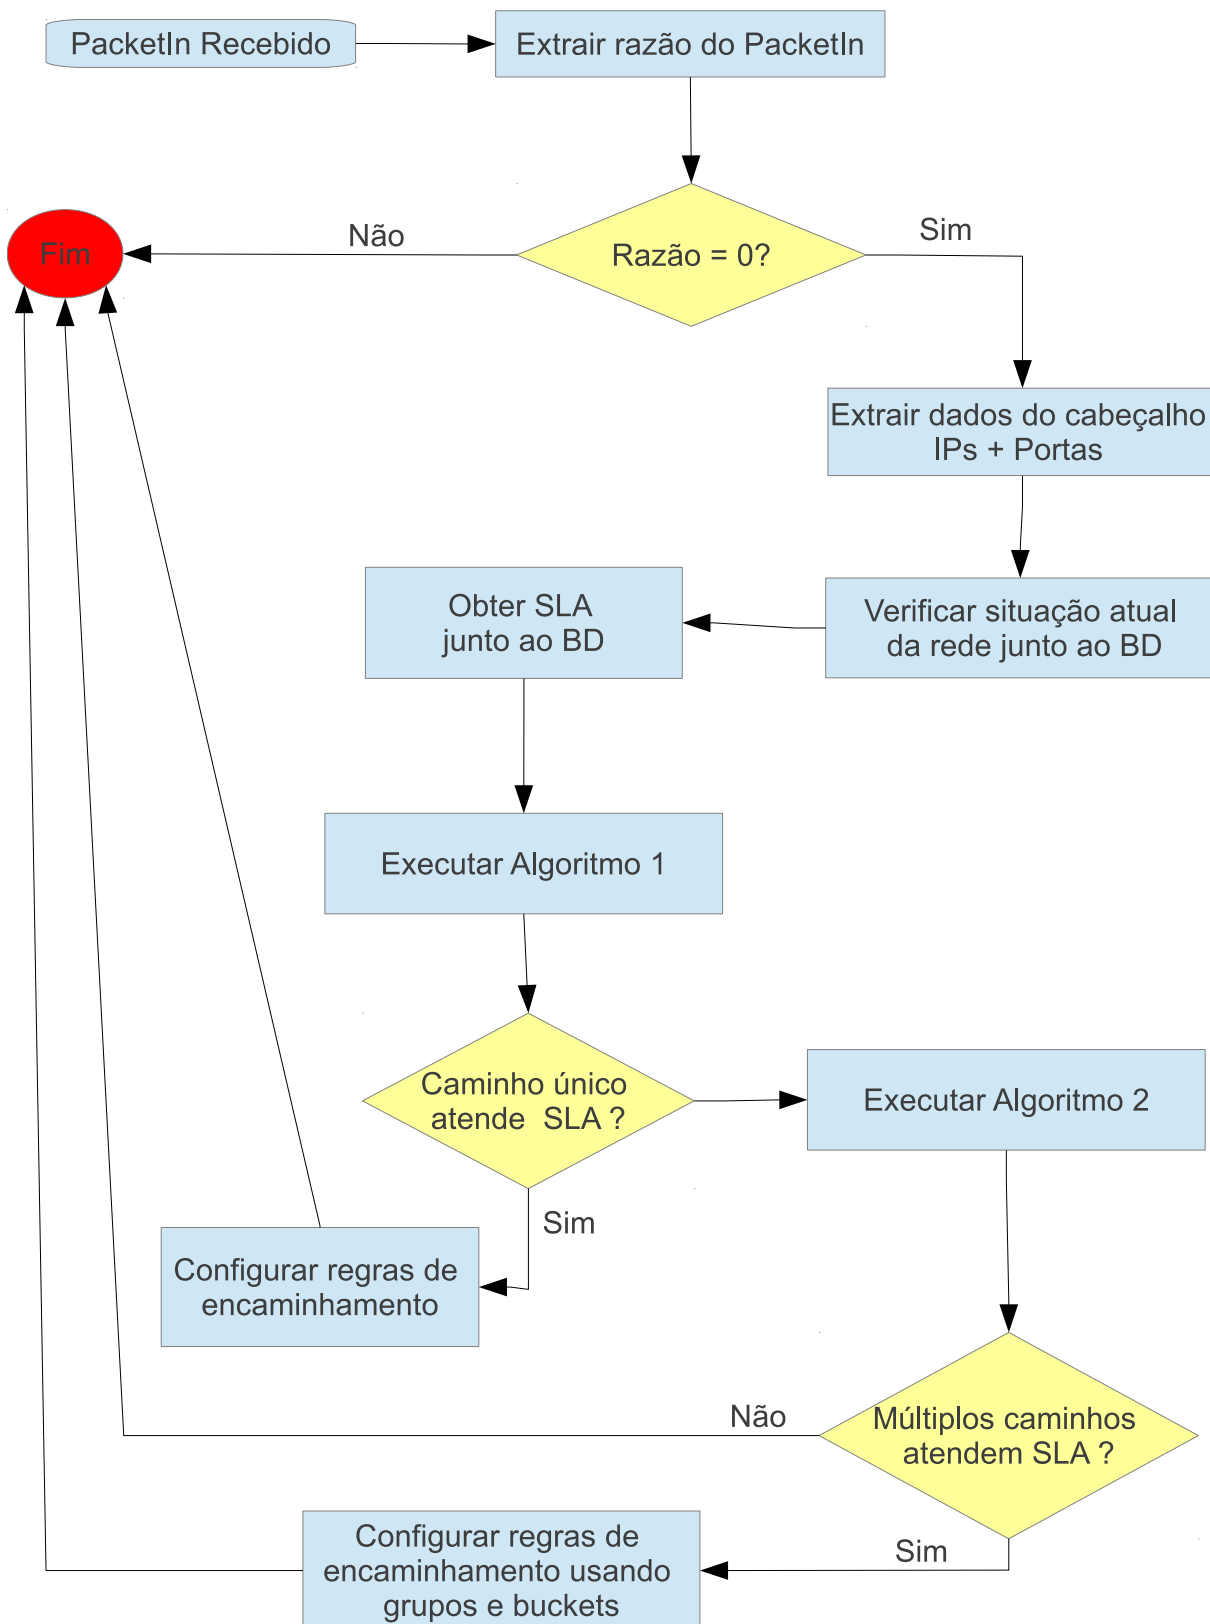 PacketIn Recebido
Extrair razão do PacketIn
Fim
Não
Razão = 0?
Sim
Extrair dados do cabeçalho
IPs + Portas
Verificar situação atual
da rede junto ao BD
Obter SLA
junto ao BD
Executar Algoritmo 1
Caminho único
atende SLA ?
Executar Algoritmo 2
Sim
Configurar regras de
encaminhamento
Não
Múltiplos caminhos
atendem SLA ?
Sim
Configurar regras de
encaminhamento usando
grupos e buckets